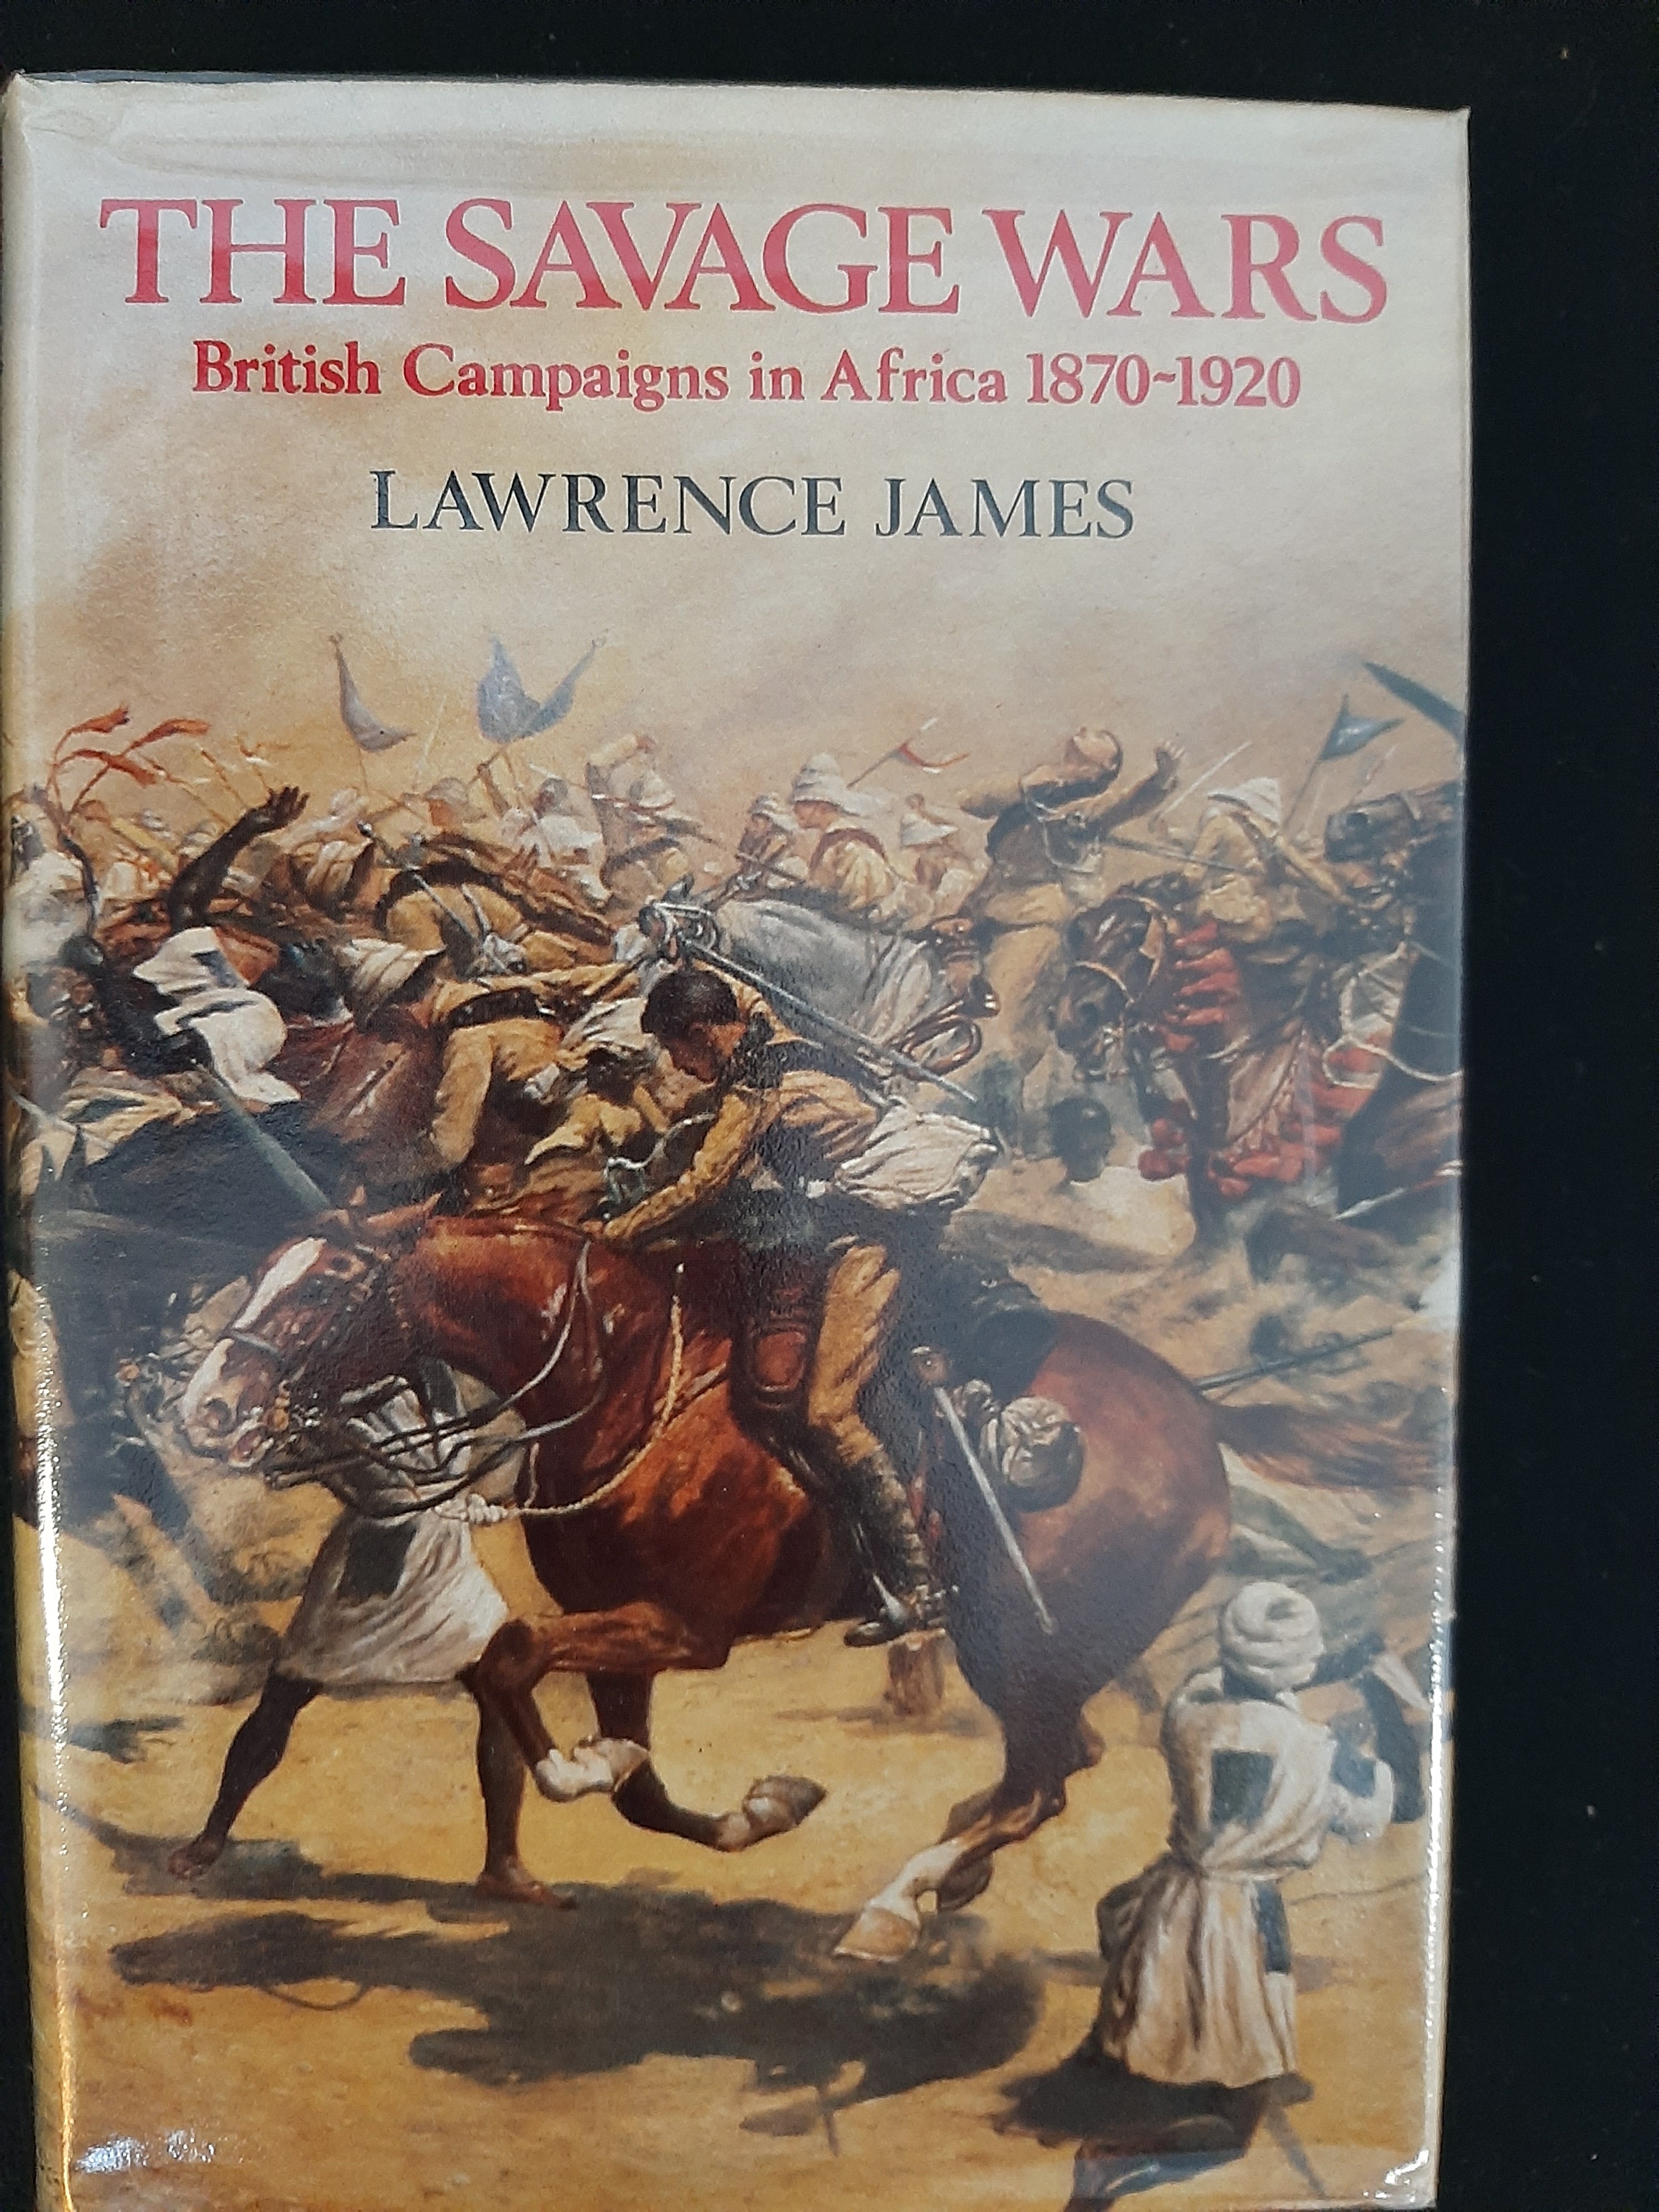 THE SAVAGE WARS
British Campaigns in Africa 1870~1920
LAWRENCE JAMES